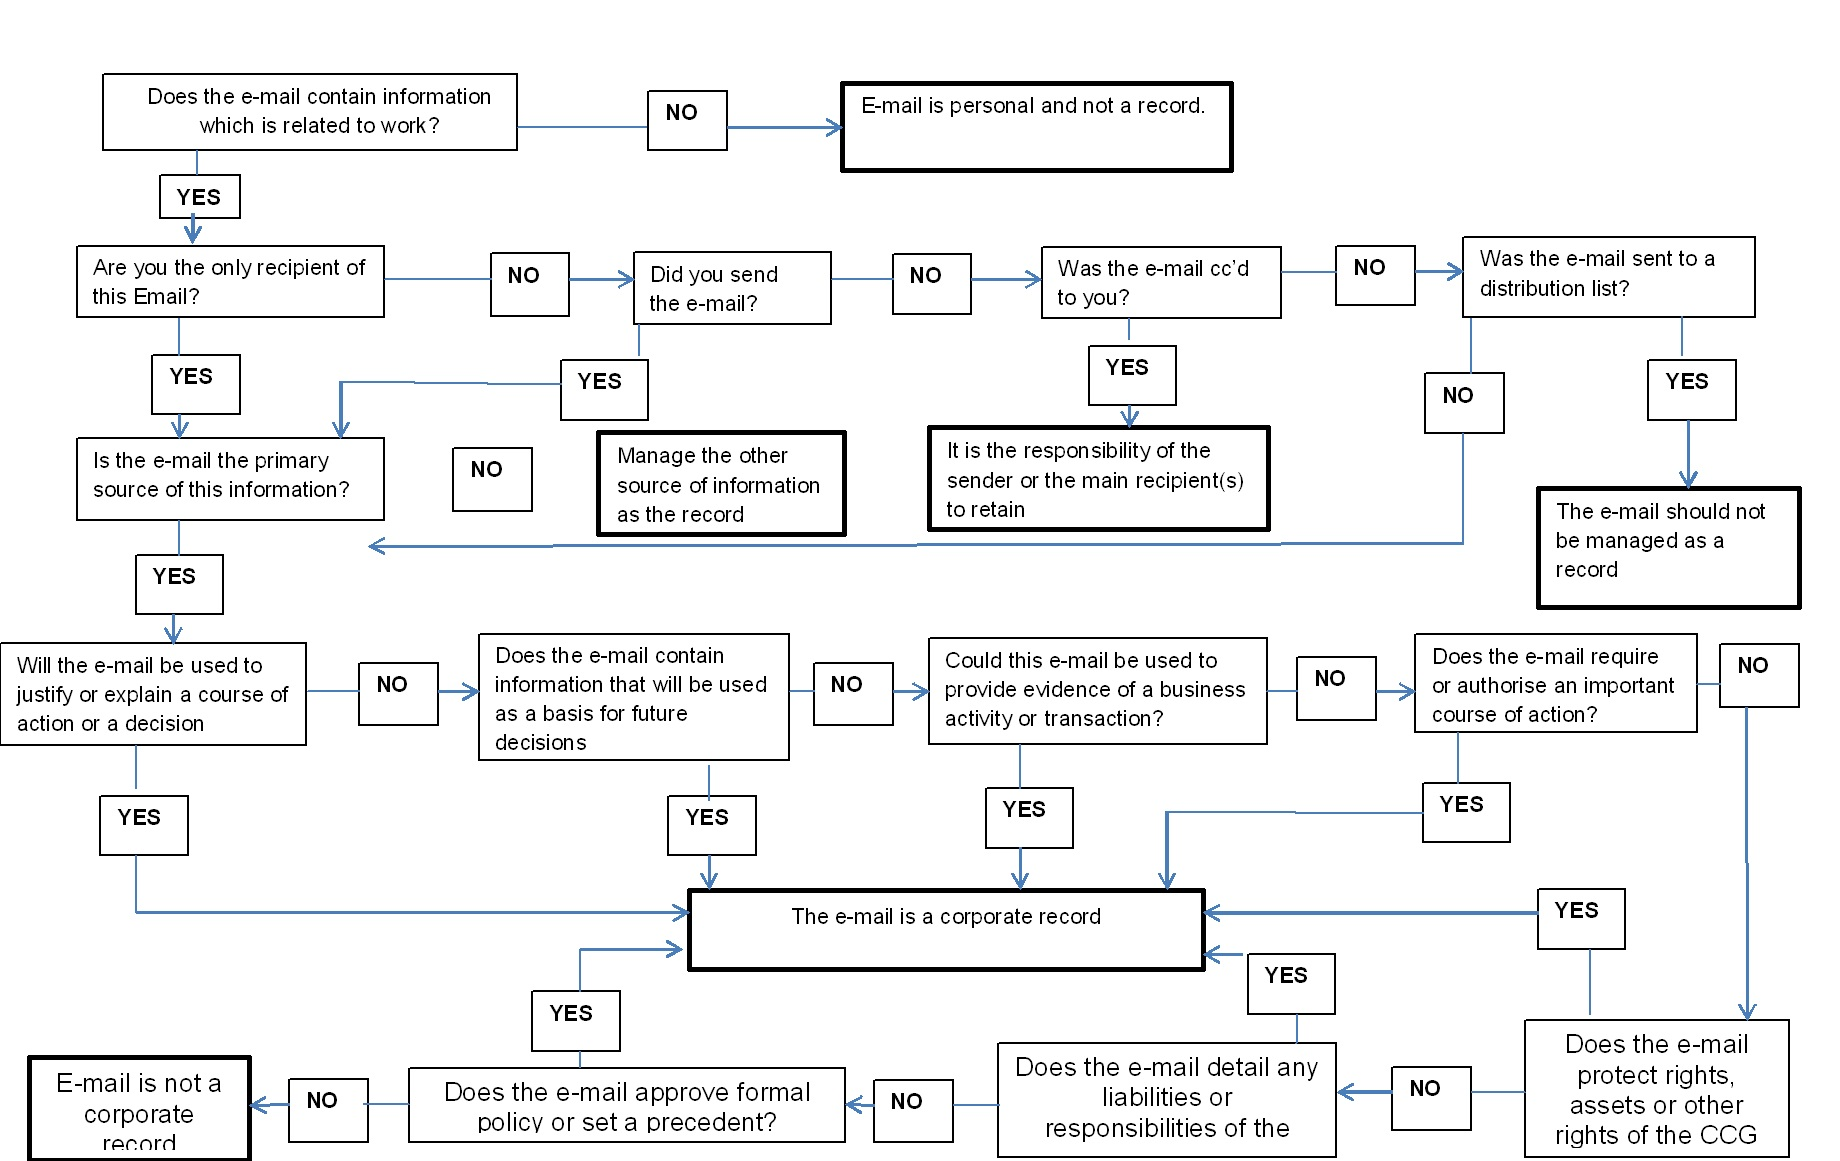 Does the e-mail contain information
which is related to work?
NO
E-mail is personal and not a record.
YES
Are you the only recipient of
this Email?
NO
Did you send
the e-mail?
NO
Was the e-mail cc’d
to you?
NO
Was the e-mail sent to a
distribution list?
YES
YES
YES
NO
YES
Is the e-mail the primary
source of this information?
NO
Manage the other
source of information
as the record
It is the responsibility of the
sender or the main recipient(s)
to retain
The e-mail should not
be managed as a
record
YES
Will the e-mail be used to
justify or explain a course of
action or a decision
NO
Does the e-mail contain
information that will be used
as a basis for future
decisions
NO
Could this e-mail be used to
provide evidence of a business
activity or transaction?
NO
Does the e-mail require
or authorise an important
course of action?
NO
YES
YES
YES
YES
The e-mail is a corporate record
YES
YES
YES
E-mail is not a
corporate
record
NO
Does the e-mail approve formal
policy or set a precedent?
NO
Does the e-mail detail any
liabilities or
responsibilities of the
NO
Does the e-mail
protect rights,
assets or other
rights of the CCG